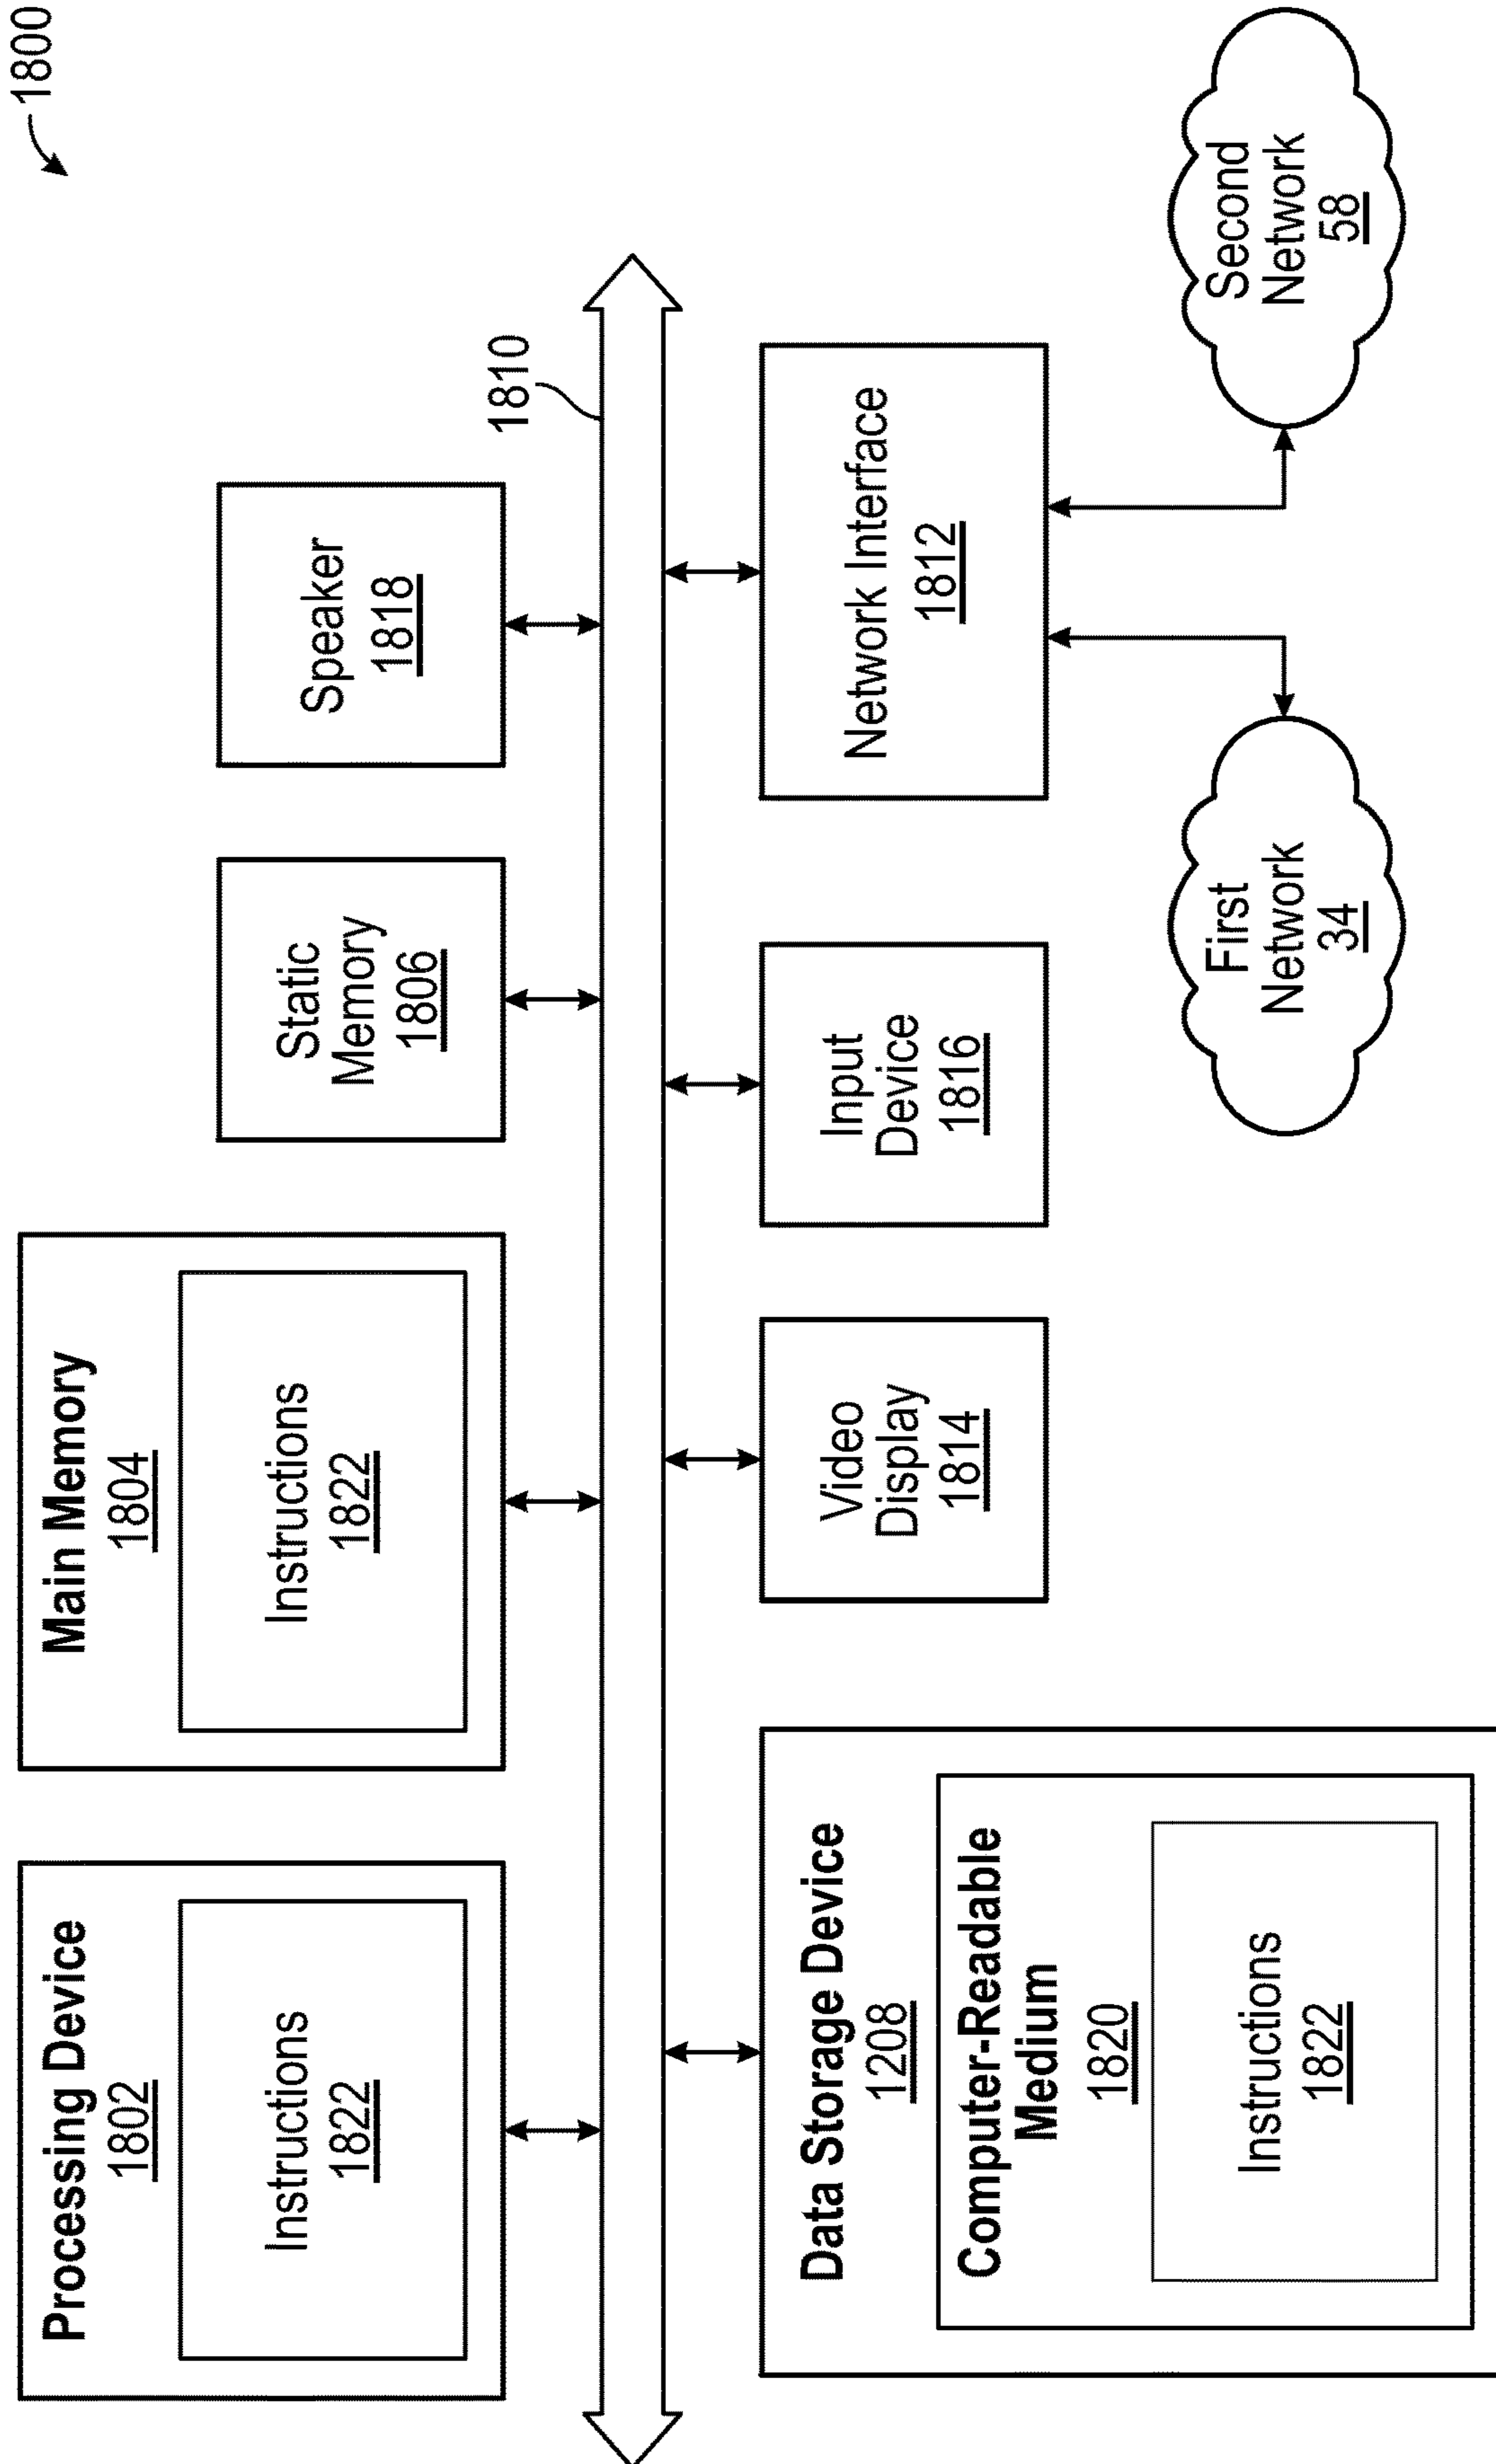 1800
Processing Device
1802
Instructions
1822
Main Memory
1804
Instructions
1822
Static
Memory
1806
Speaker
1818
1810
Data Storage Device
1208
Computer-Readable
Medium
1820
Instructions
1822
Video
Display
1814
Input
Device
1816
Network Interface
1812
First
Network
34
Second
Network
58